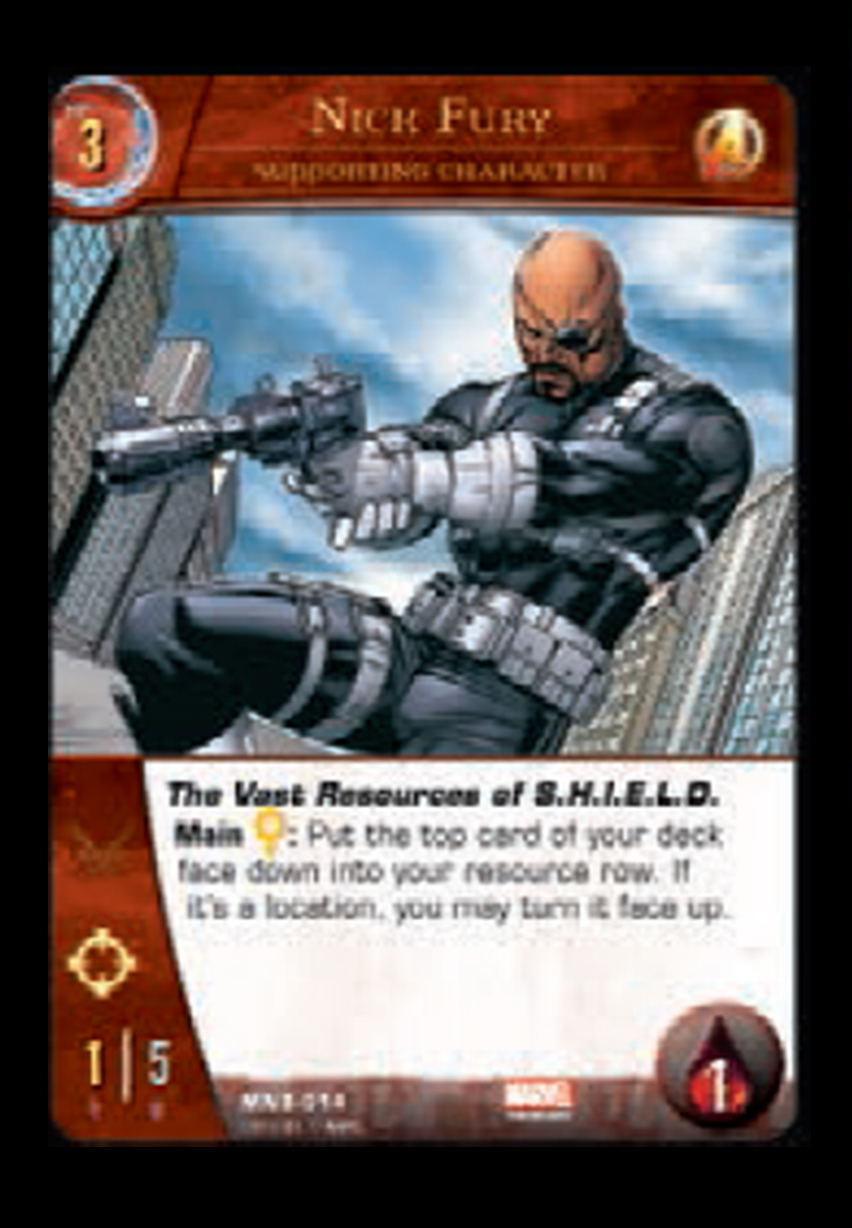 3
Nick Fury
Supporting Character
The Vast Resources of S.H.I.E.L.D.
Main : Put the top card of your deck
face down into your resource row. If
it's a location, you may turn it face up.
1 | 5
MARVEL
1